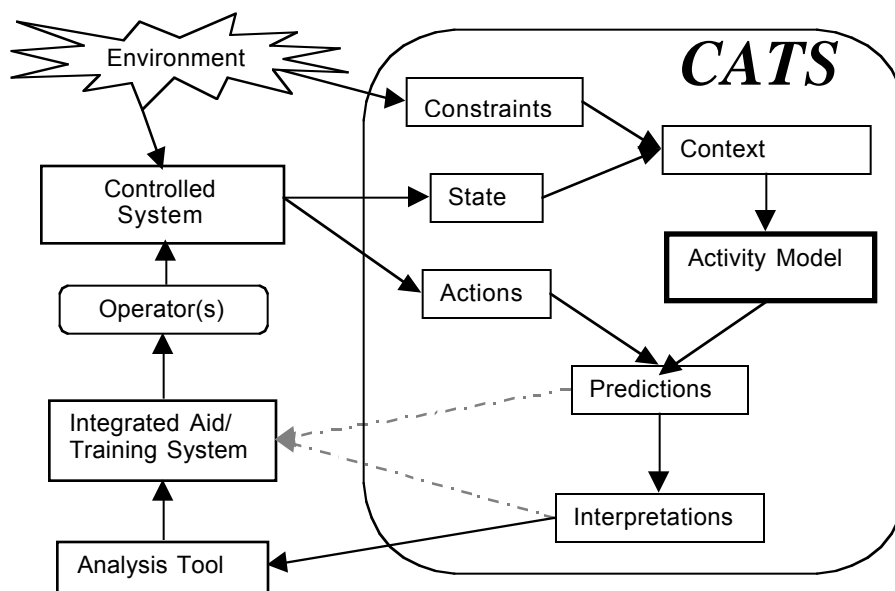 Environment
CATS
Constraints
Context
Controlled
System
State
Activity Model
Actions
Operator(s)
Predictions
Integrated Aid/
Training System
Interpretations
Analysis Tool